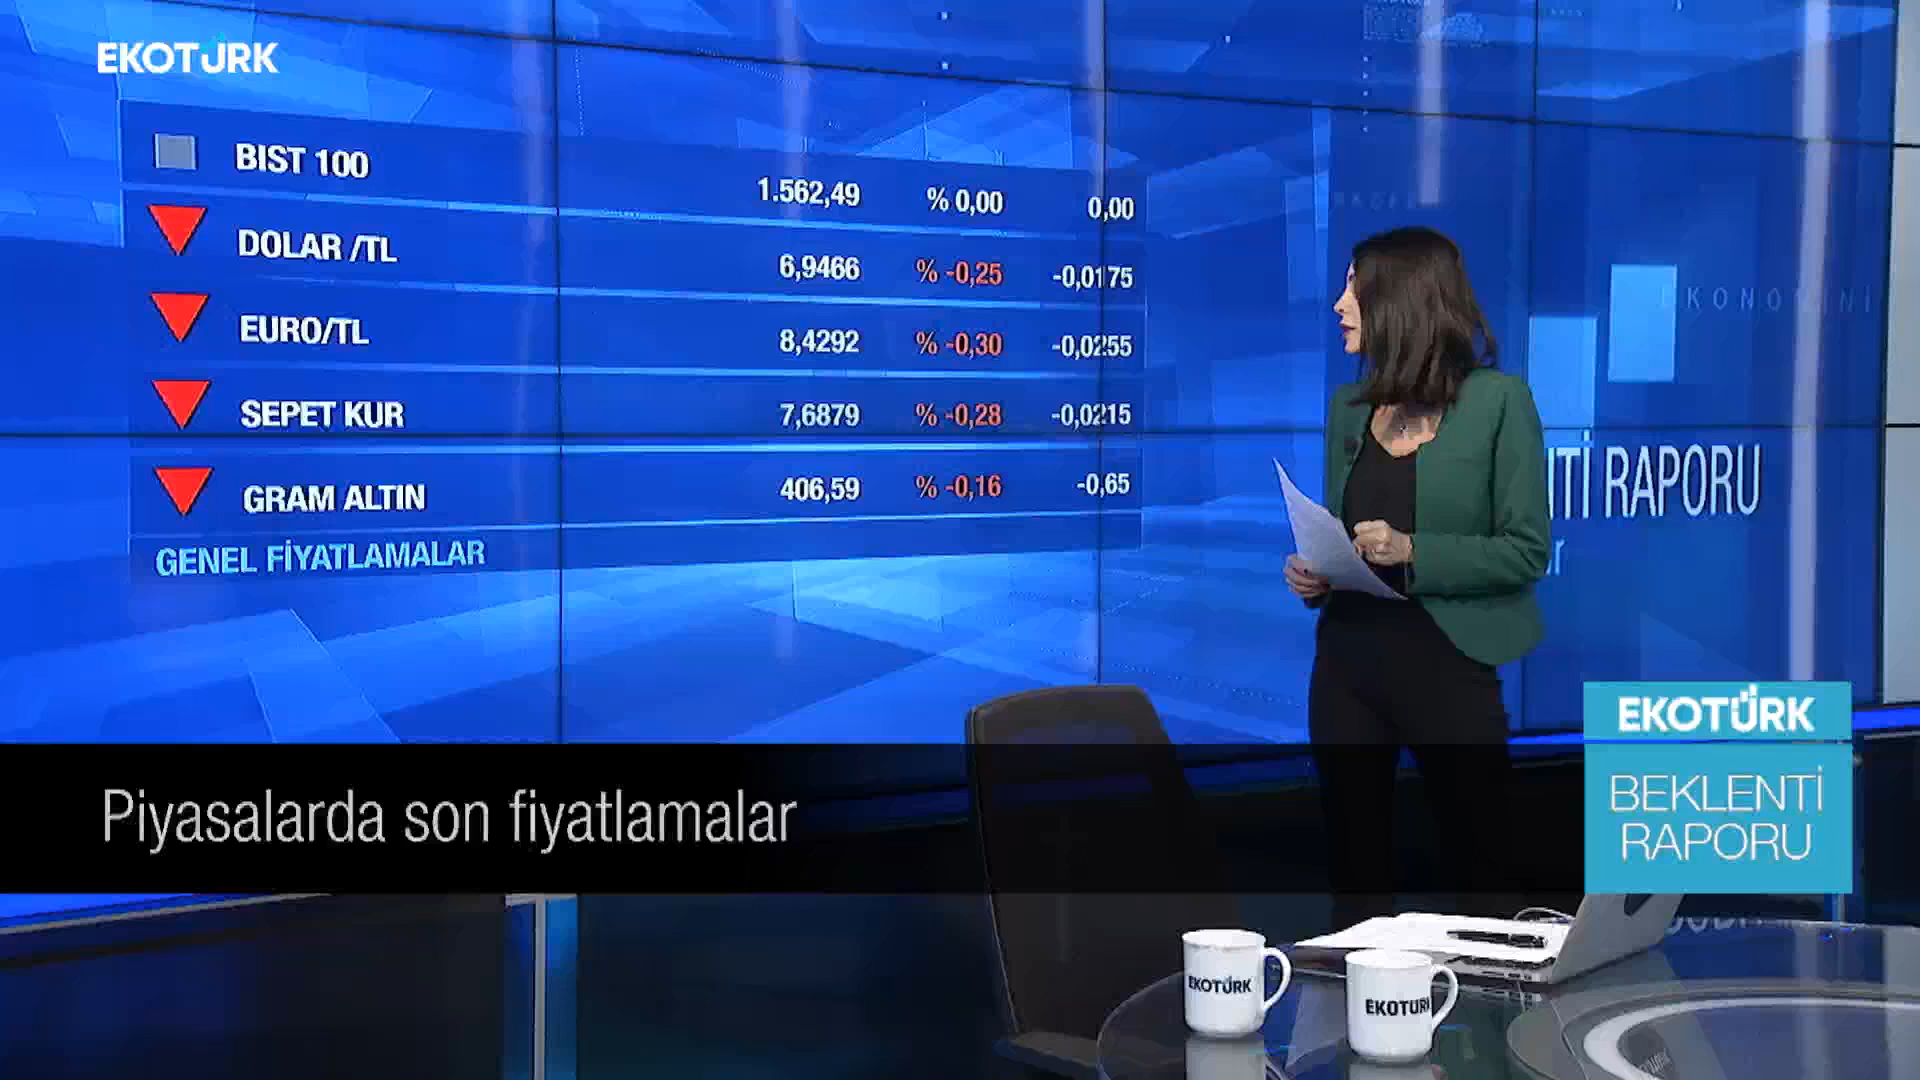 EKOTÜRK
BIST 100 1.562,49 % 0,00 0,00
DOLAR /TL 6,9466 % -0,25 -0,0175
EURO/TL 8,4292 % -0,30 -0,0255
SEPET KUR 7,6879 % -0,28 -0,0215
GRAM ALTIN 406,59 % -0,16 -0,65
GENEL FİYATLAMALAR
RAPORU
Piyasalarda son fiyatlamalar
EKOTÜRK
BEKLENTİ
RAPORU
EKOTÜRK
EKOTÜRK